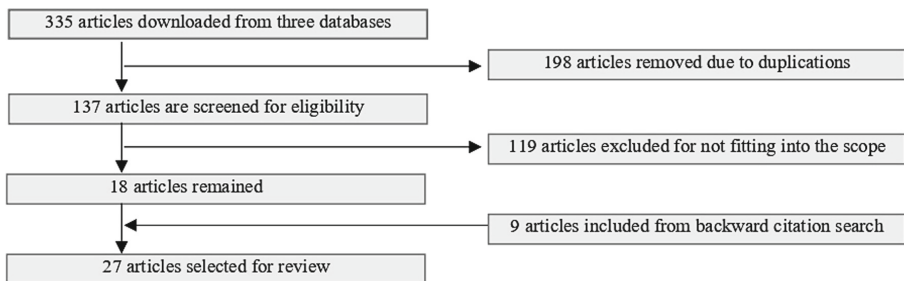 335 articles downloaded from three databases
198 articles removed due to duplications
137 articles are screened for eligibility
119 articles excluded for not fitting into the scope
18 articles remained
9 articles included from backward citation search
27 articles selected for review